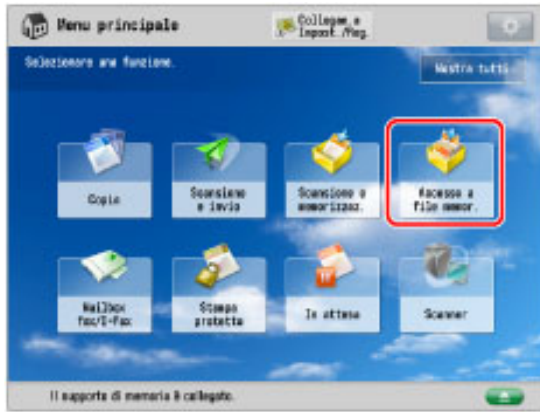 Menu principale
Collegam. a
Impost./Reg.
Selezionare una funzione.
Mostra tutti
Copia
Scansione
e invio
Scansione e
memorizzaz.
Accesso a
file memor.
Mailbox
fax/I-Fax
Stampa
protetta
In attesa
Scanner
Il supporto di memoria è collegato.